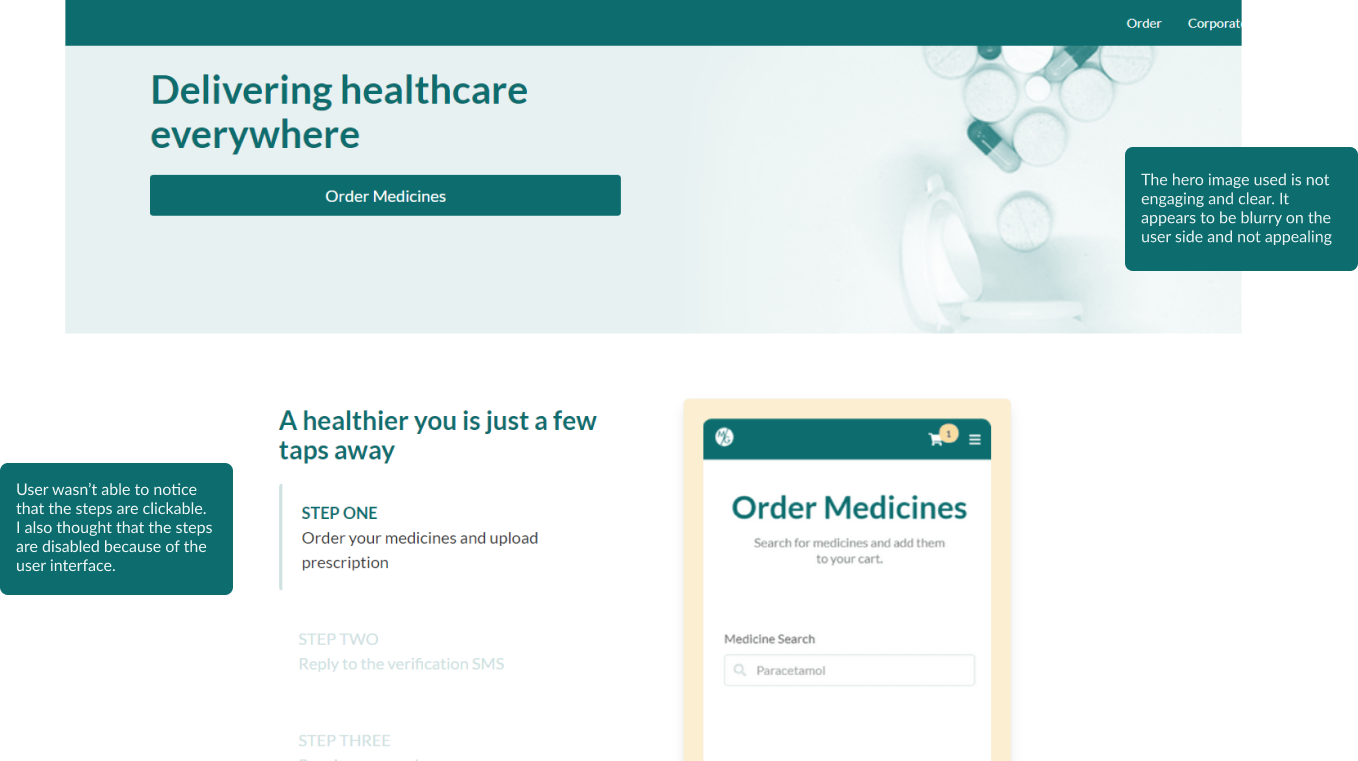 Order Corporate
Delivering healthcare
everywhere
Order Medicines
The hero image used is not
engaging and clear. It
appears to be blurry on the
user side and not appealing
A healthier you is just a few
taps away
User wasn’t able to notice
that the steps are clickable.
I also thought that the steps
are disabled because of the
user interface.
STEP ONE
Order your medicines and upload
prescription
STEP TWO
Reply to the verification SMS
STEP THREE
1
Order Medicines
Search for medicines and add them
to your cart.
Medicine Search
Paracetamol